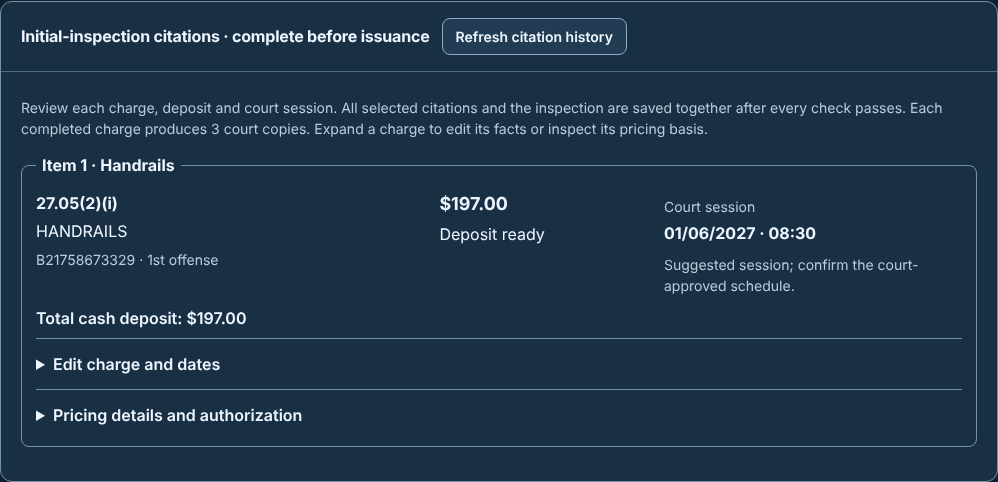 Initial-inspection citations · complete before issuance
Refresh citation history
Review each charge, deposit and court session. All selected citations and the inspection are saved together after every check passes. Each
completed charge produces 3 court copies. Expand a charge to edit its facts or inspect its pricing basis.
Item 1 · Handrails
27.05(2)(i)
HANDRAILS
B21758673329 · 1st offense
$197.00
Deposit ready
Court session
01/06/2027 · 08:30
Suggested session; confirm the court-
approved schedule.
Total cash deposit: $197.00
Edit charge and dates
Pricing details and authorization